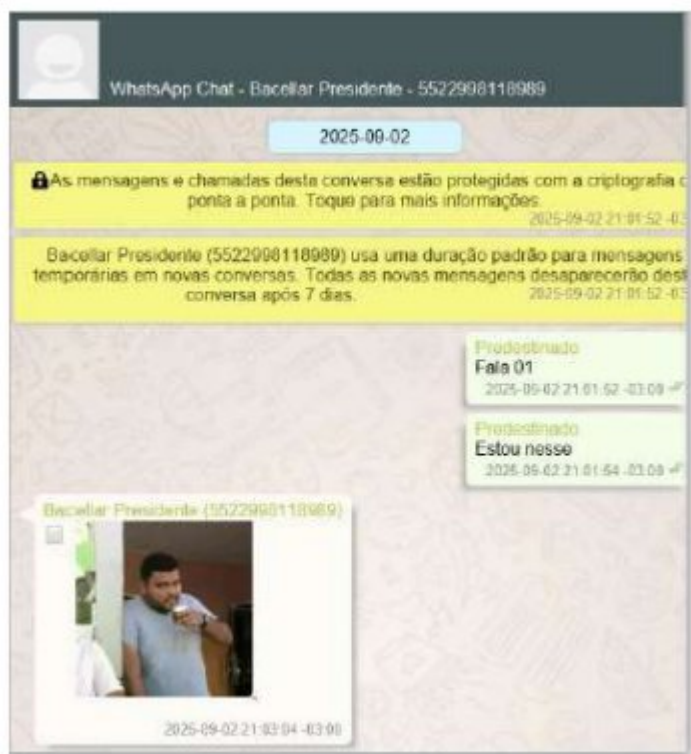 WhatsApp Chat - Bacellar Presidente - 5522998118989
2025-09-02
As mensagens e chamadas desta conversa estão protegidas com a criptografia
ponta a ponta. Toque para mais informações.
2025-09-02 21:01:52
Bacellar Presidente (5522998118989) usa uma duração padrão para mensagens
temporárias em novas conversas. Todas as novas mensagens desaparecerão
conversa após 7 dias.
2025-09-02 21:01:52
Predestinado
Fala 01
2025-09-02 21:01:52 -03:00
Predestinado
Estou nesse
2025-09-02 21:01:54 -03:00
Bacellar Presidente (5522998118989)
2025-09-02 21:03:04 -03:00